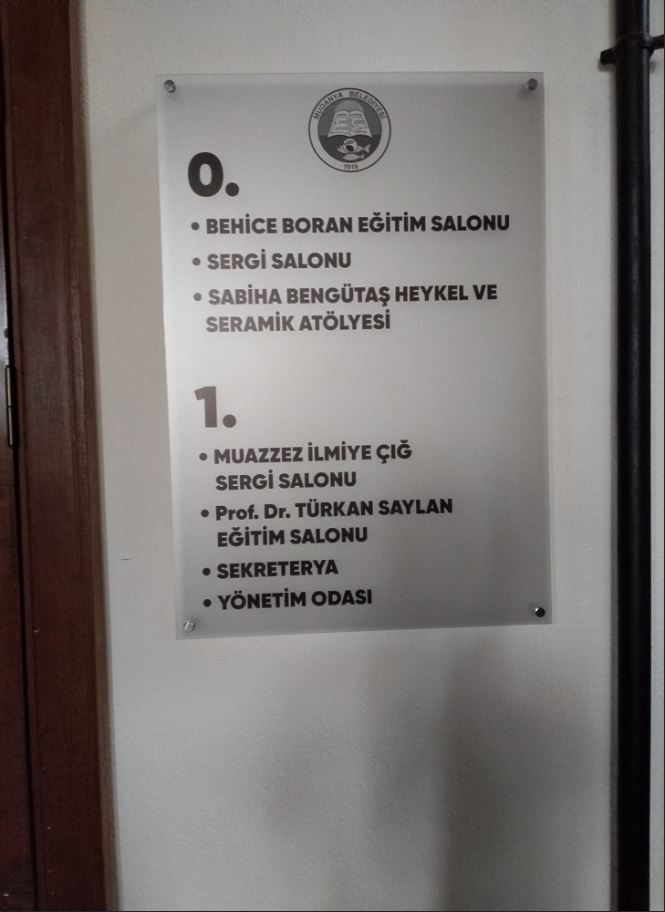 MUDANYA BELEDİYESİ
1919
0.
• BEHİCE BORAN EĞİTİM SALONU
• SERGİ SALONU
• SABİHA BENGÜTAŞ HEYKEL VE
SERAMİK ATÖLYESİ
1.
• MUAZZEZ İLMİYE ÇIĞ
SERGİ SALONU
• Prof. Dr. TÜRKAN SAYLAN
EĞİTİM SALONU
• SEKRETERYA
• YÖNETİM ODASI